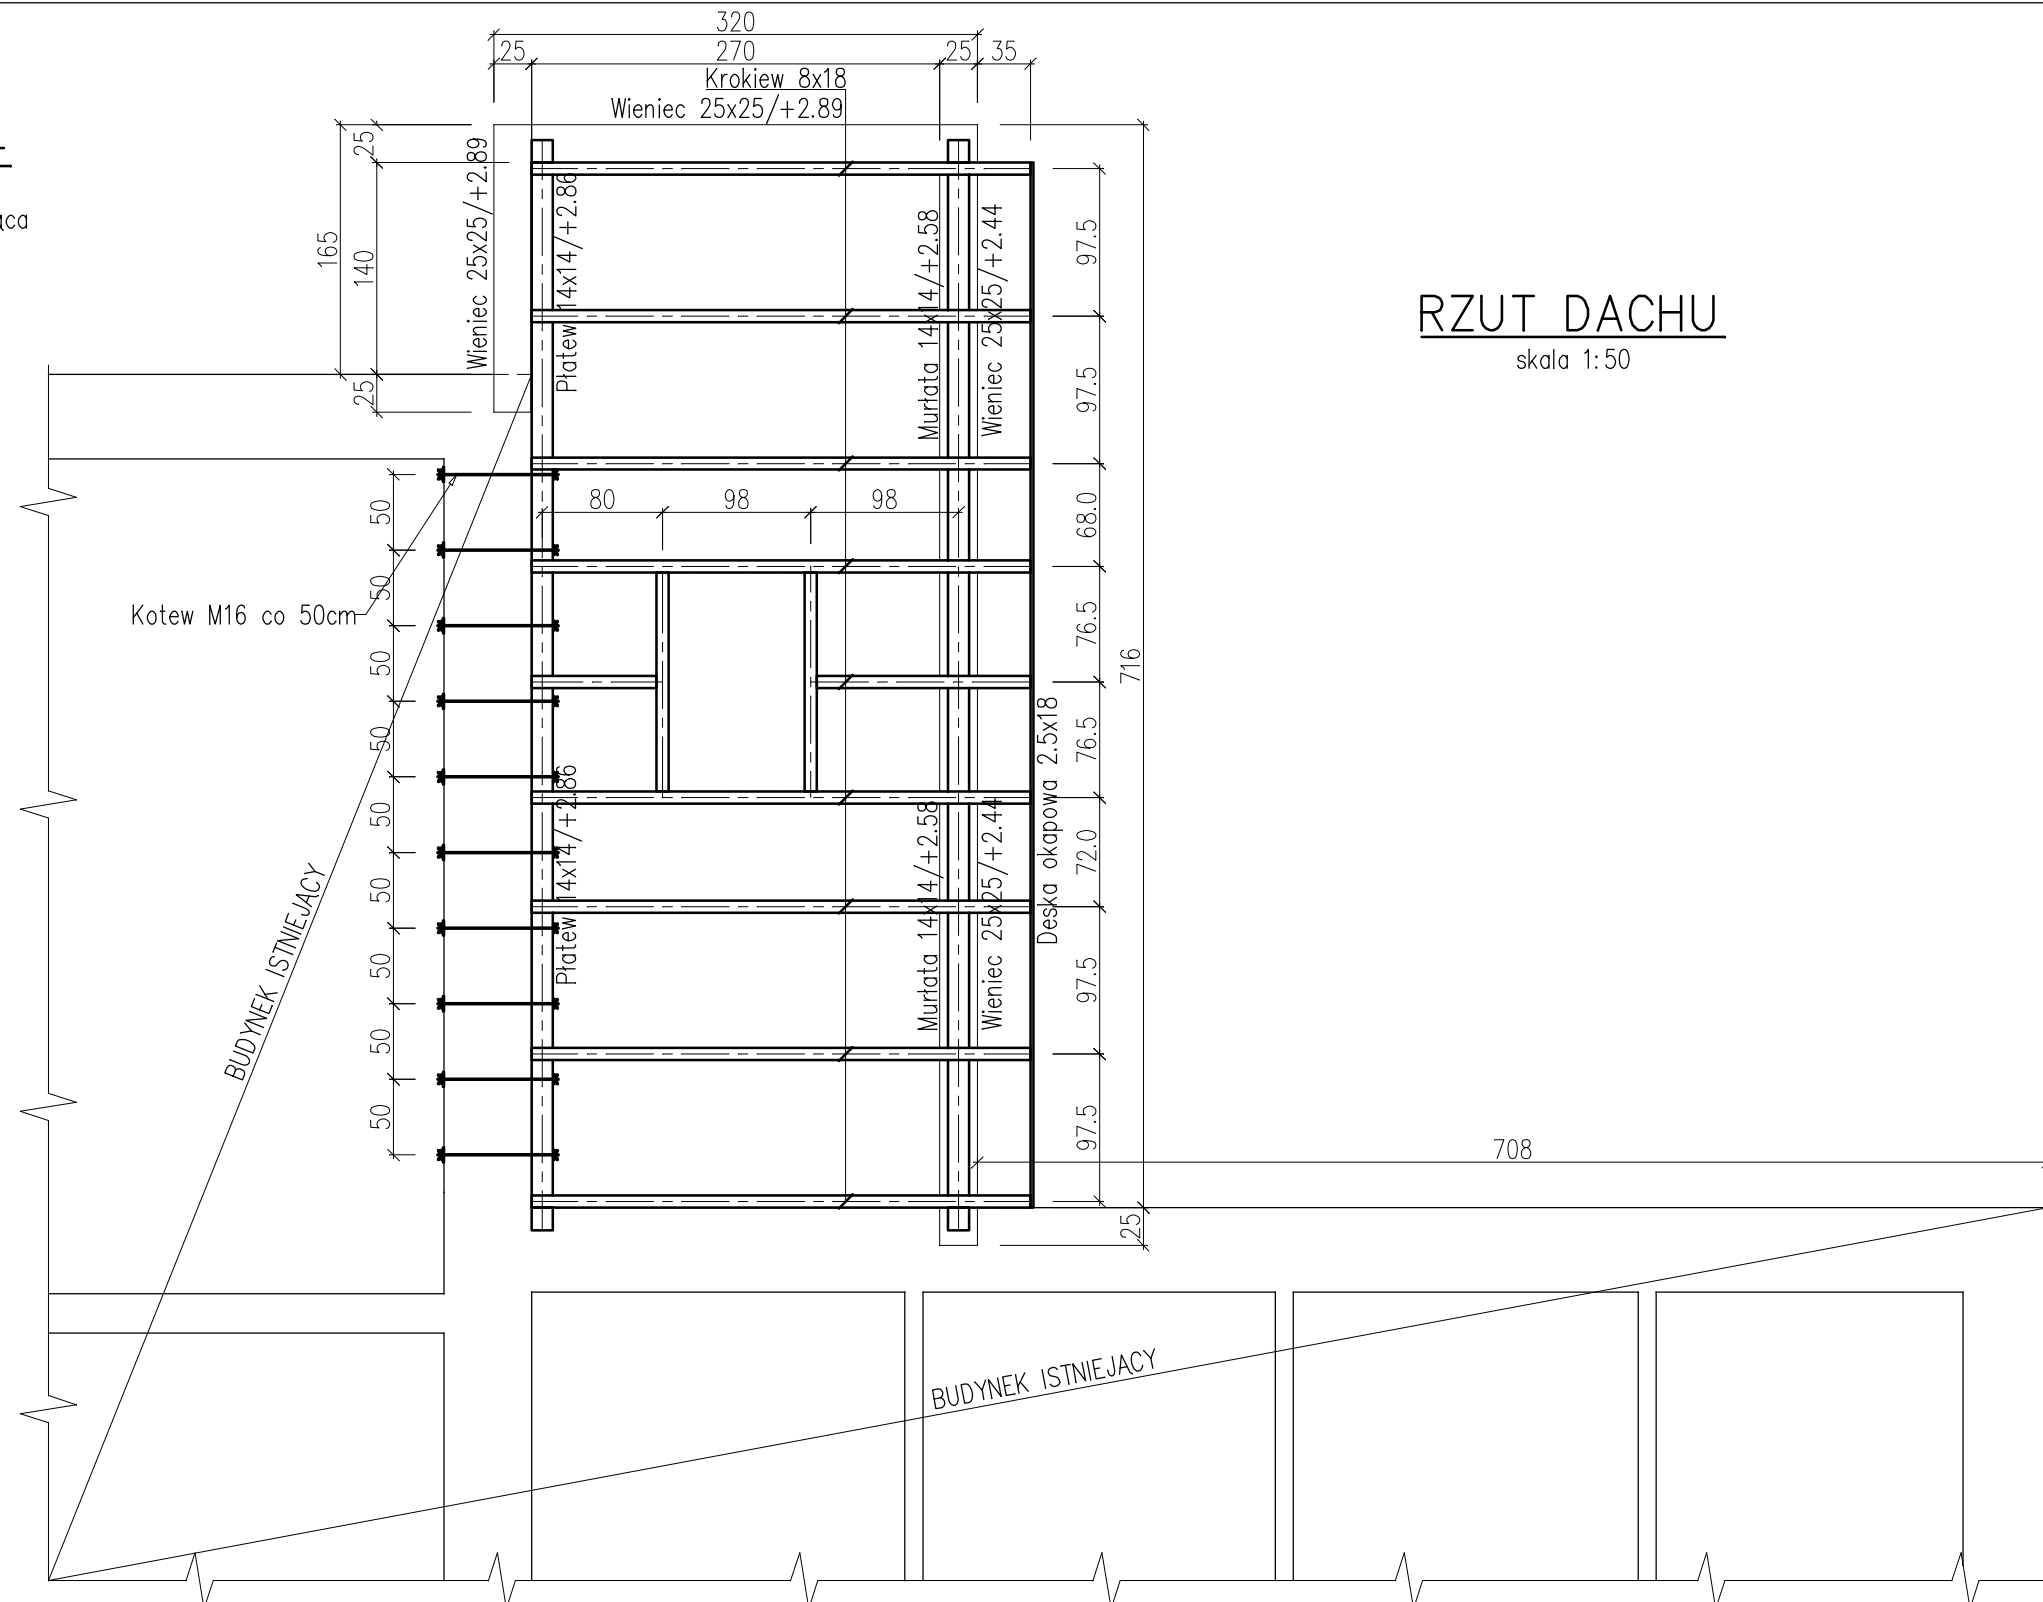 320
25
270
25
35
Krokiew 8x18
Wieniec 25x25/+2.89
25
165
140
25
Wieniec 25x25/+2.89
Płatew 14x14/+2.86
Murłata 14x14/+2.58
Wieniec 25x25/+2.44
97.5
97.5
68.0
76.5
76.5
72.0
97.5
97.5
716
25
ąca
RZUT DACHU
skala 1:50
80
98
98
50
50
50
50
50
50
50
50
50
Kotew M16 co 50cm
BUDYNEK ISTNIEJACY
Płatew 14x14/+2.86
Murłata 14x14/+2.58
Wieniec 25x25/+2.44
Deska okapowa 2.5x18
708
BUDYNEK ISTNIEJACY